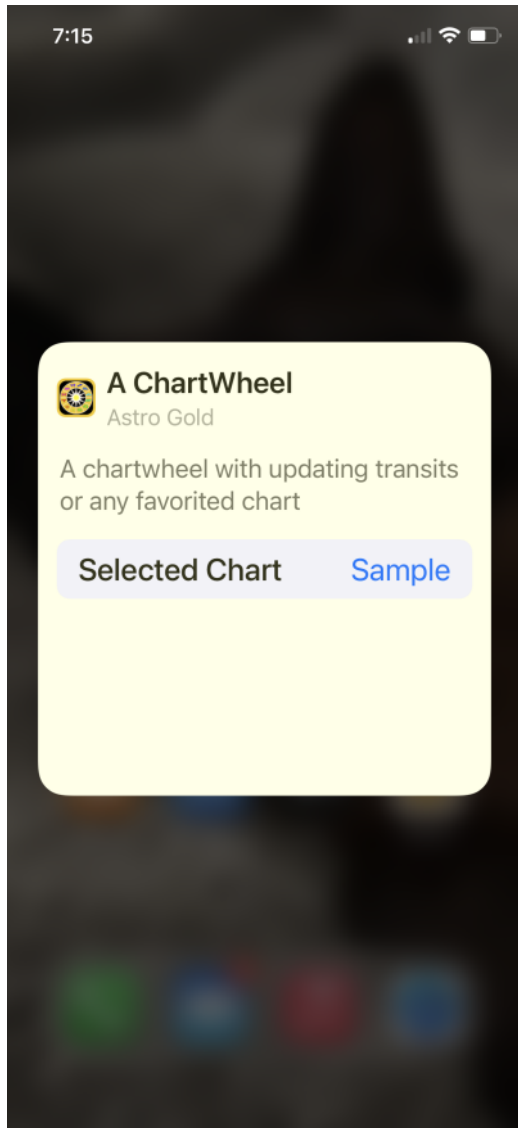 7:15
A ChartWheel
Astro Gold
A chartwheel with updating transits
or any favorited chart
Selected Chart Sample